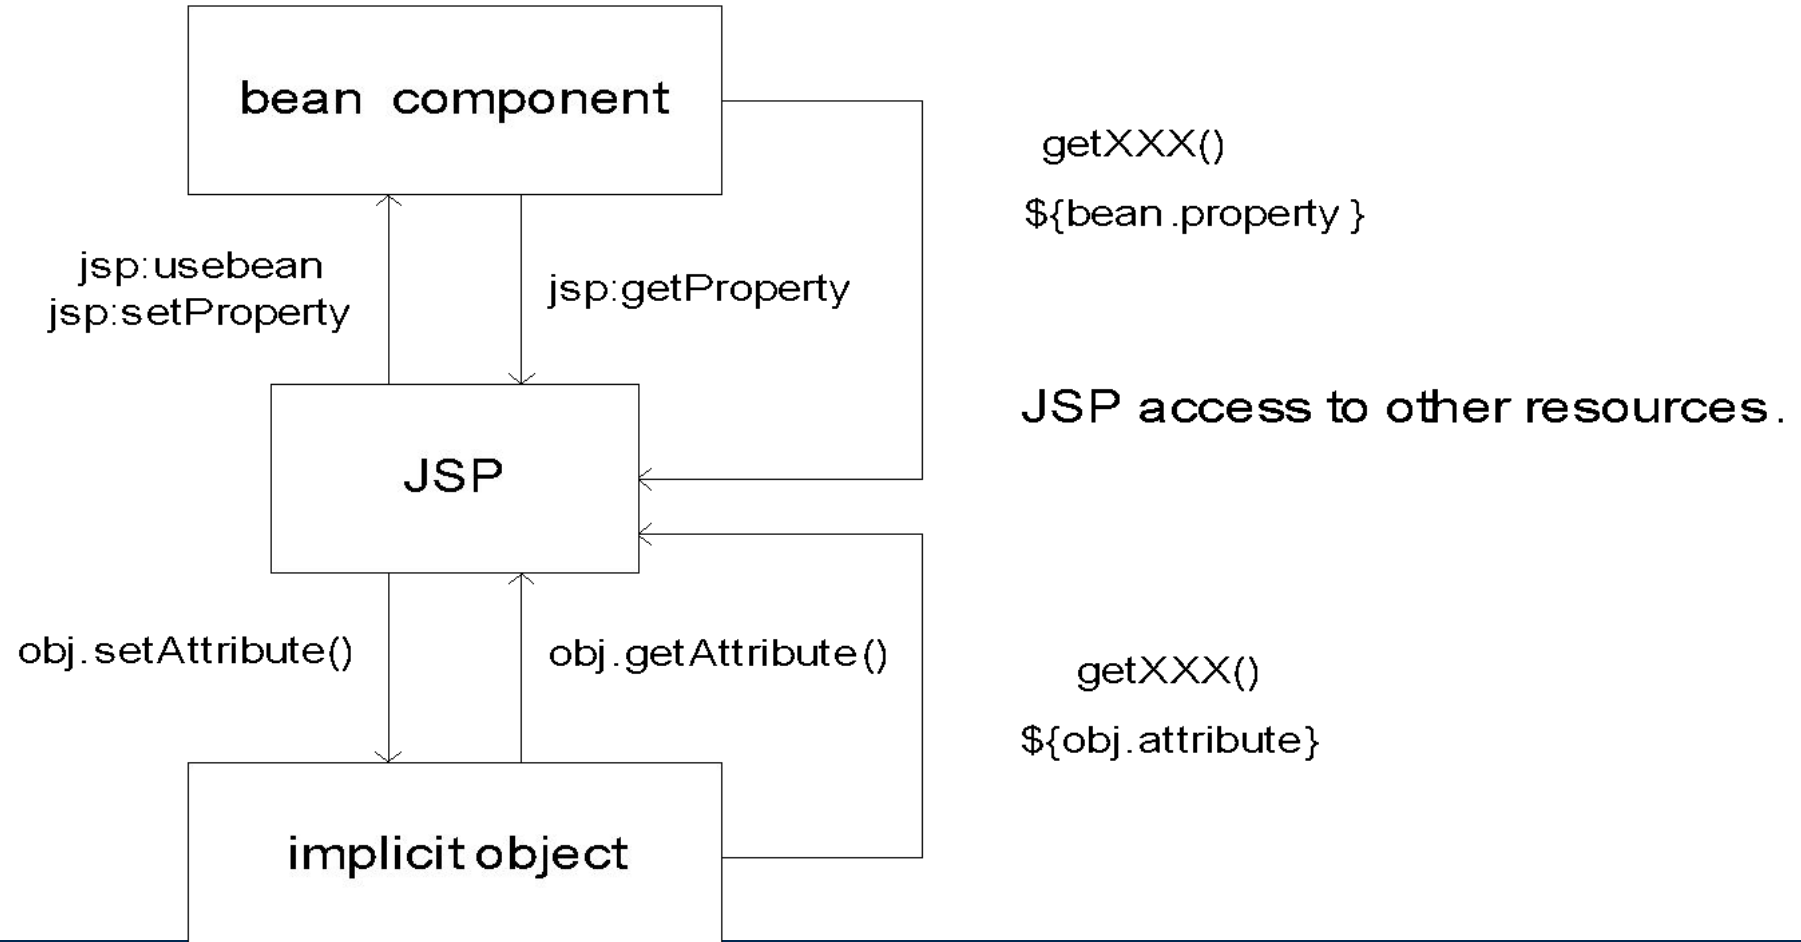 bean component
getXXX()
${bean.property}
jsp:usebean
jsp:setProperty
jsp:getProperty
JSP access to other resources.
JSP
obj.setAttribute()
obj.getAttribute()
getXXX()
${obj.attribute}
implicit object